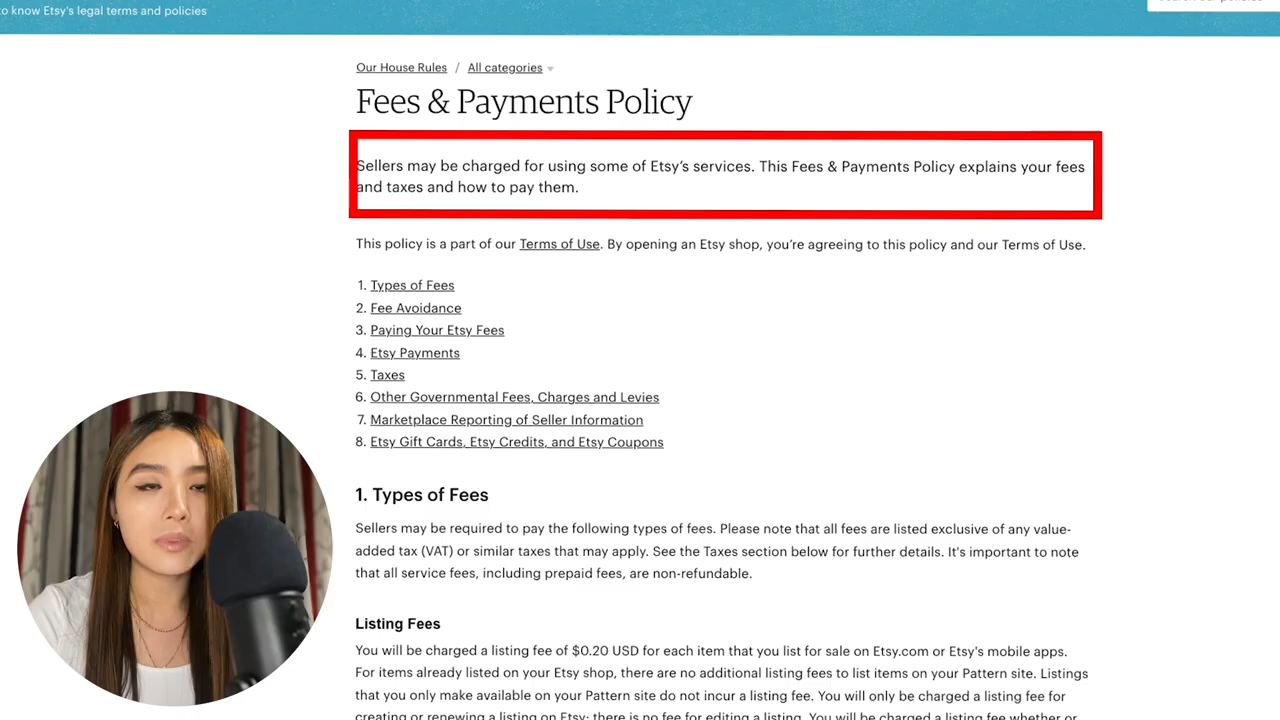 to know Etsy's legal terms and policies
Our House Rules / All categories
Fees & Payments Policy
Sellers may be charged for using some of Etsy's services. This Fees & Payments Policy explains your fees
and taxes and how to pay them.
This policy is a part of our Terms of Use. By opening an Etsy shop, you're agreeing to this policy and our Terms of Use.
1. Types of Fees
2. Fee Avoidance
3. Paying Your Etsy Fees
4. Etsy Payments
5. Taxes
6. Other Governmental Fees, Charges and Levies
7. Marketplace Reporting of Seller Information
8. Etsy Gift Cards, Etsy Credits, and Etsy Coupons
1. Types of Fees
Sellers may be required to pay the following types of fees. Please note that all fees are listed exclusive of any value-
added tax (VAT) or similar taxes that may apply. See the Taxes section below for further details. It's important to note
that all service fees, including prepaid fees, are non-refundable.
Listing Fees
You will be charged a listing fee of $0.20 USD for each item that you list for sale on Etsy.com or Etsy's mobile apps.
For items already listed on your Etsy shop, there are no additional listing fees to list items on your Pattern site. Listings
that you only make available on your Pattern site do not incur a listing fee. You will only be charged a listing fee for
creating or renewing a listing on Etsy; there is no fee for editing a listing. You will be charged a listing fee whether or